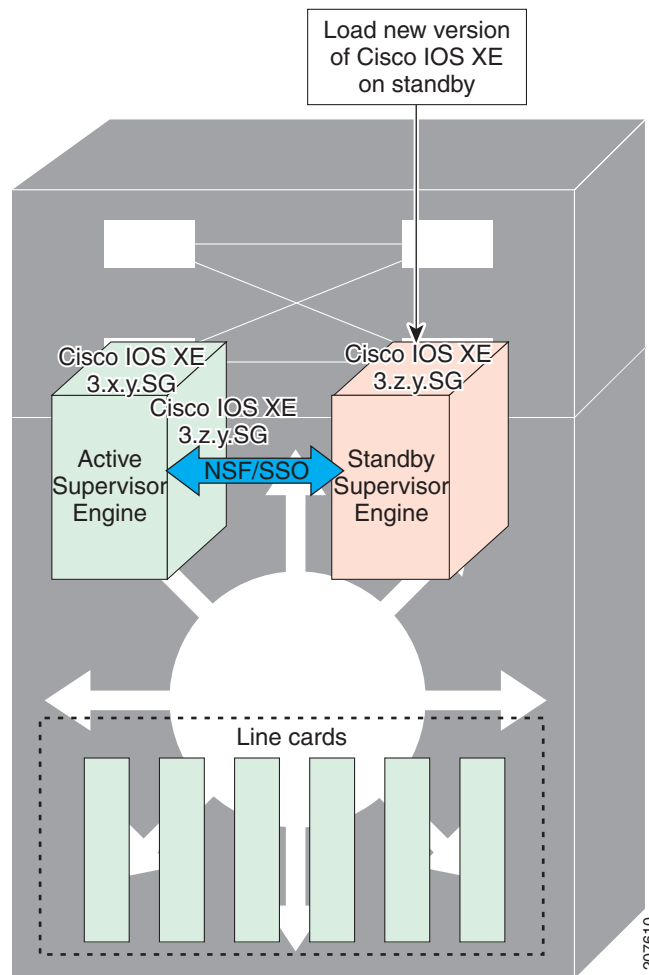 Load new version
of Cisco IOS XE
on standby
Cisco IOS XE
3.x.y.SG
Cisco IOS XE
3.z.y.SG
Cisco IOS XE
3.z.y.SG
Active
Supervisor
Engine
NSF/SSO
Standby
Supervisor
Engine
Line cards
207610